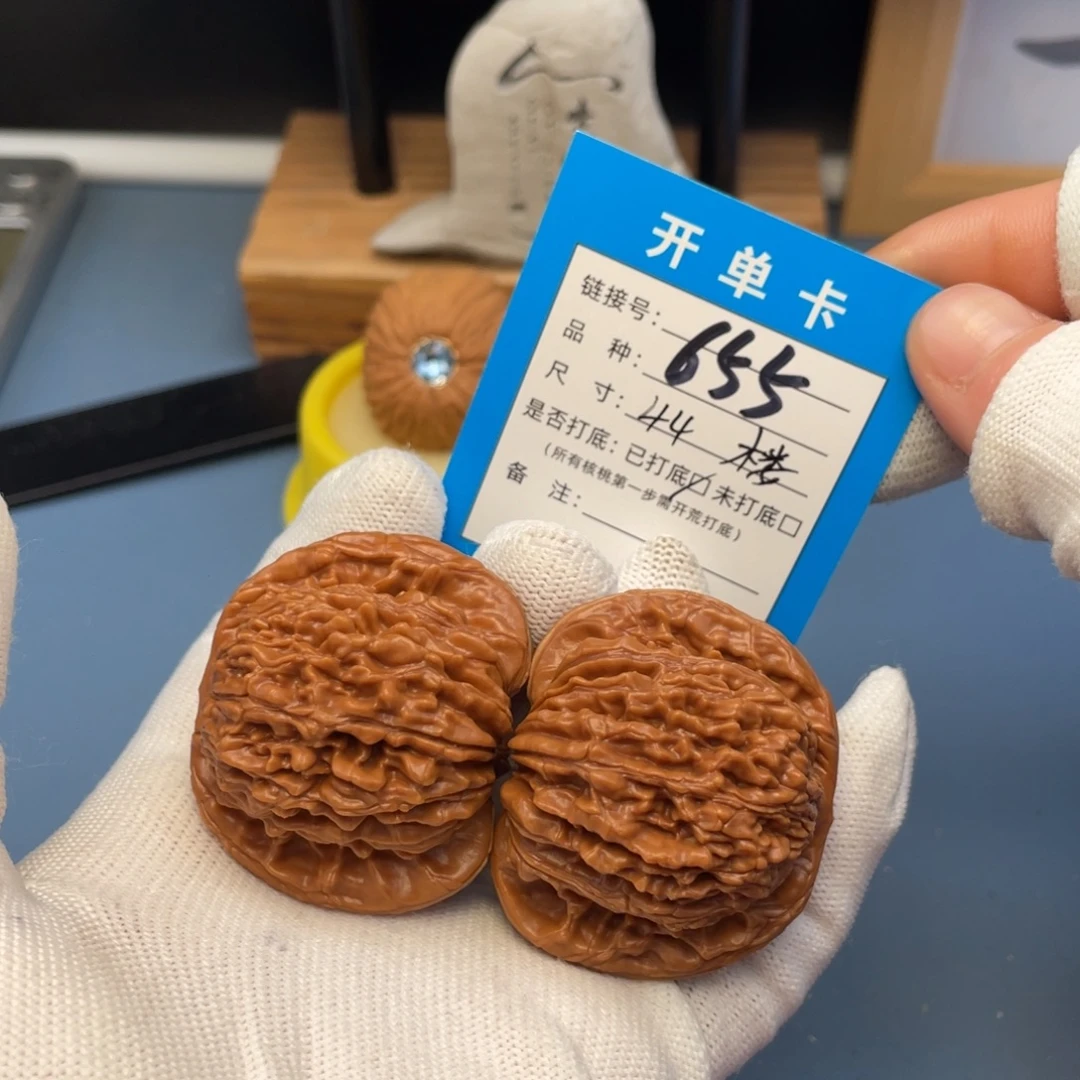 开单卡
链接号：
品 种：655
尺 寸：44 楼
是否打底：已打底☑ 未打底□
（所有核桃第一步需开荒打底）
备 注：